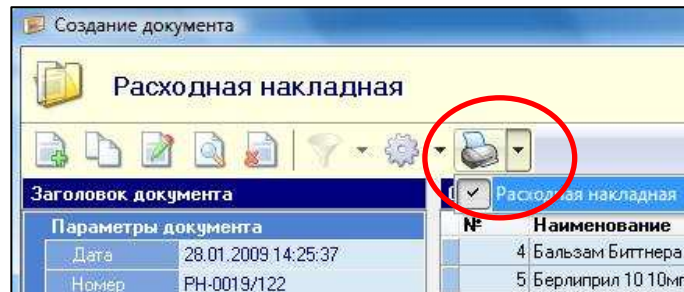 Создание документа
Расходная накладная
Заголовок документа
Расходная накладная
Параметры документа
№ Наименование
Дата 28.01.2009 14:25:37
4 Бальзам Биттнера
Номер РН-0019/122
5 Берлиприл 10 10мг